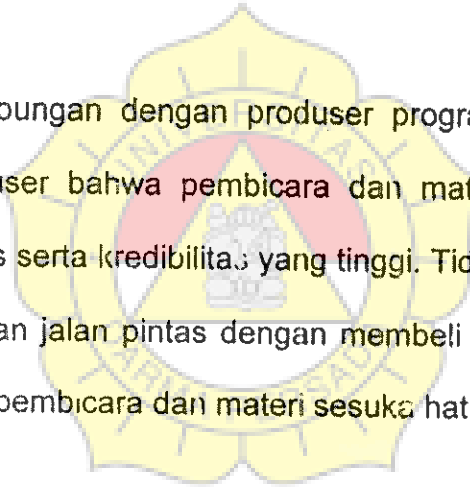 bungan dengan produser progra
user bahwa pembicara dan mat
s serta kredibilitas yang tinggi. Tid
an jalan pintas dengan membeli
pembicara dan materi sesuka hat